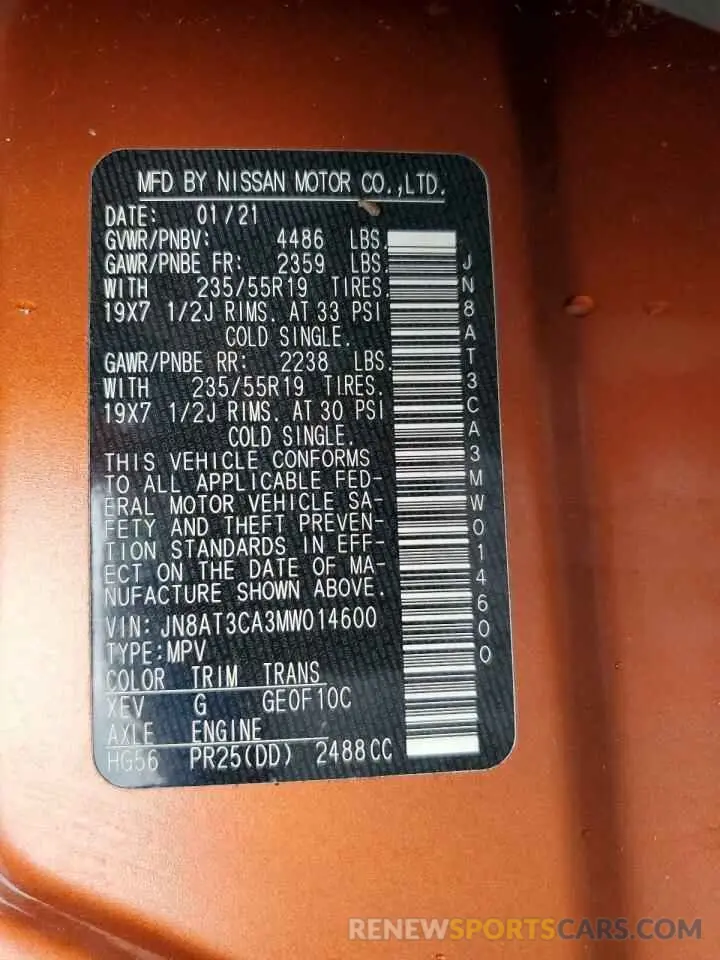 MFD BY NISSAN MOTOR CO.,LTD.
DATE: 01/21
GVWR/PNBV: 4486 LBS.
GAWR/PNBE FR: 2359 LBS.
WITH 235/55R19 TIRES.
19X7 1/2J RIMS. AT 33 PSI
COLD SINGLE.
GAWR/PNBE RR: 2238 LBS.
WITH 235/55R19 TIRES.
19X7 1/2J RIMS. AT 30 PSI
COLD SINGLE.
THIS VEHICLE CONFORMS
TO ALL APPLICABLE FED-
ERAL MOTOR VEHICLE SA-
FETY AND THEFT PREVEN-
TION STANDARDS IN EFF-
ECT ON THE DATE OF MA-
NUFACTURE SHOWN ABOVE.
VIN: JN8AT3CA3MW014600
TYPE:MPV
COLOR TRIM TRANS
XEV G GE0F10C
AXLE ENGINE
HG56 PR25(DD) 2488CC
JN8AT3CA3MW014600
RENEWSPORTSCARS.COM